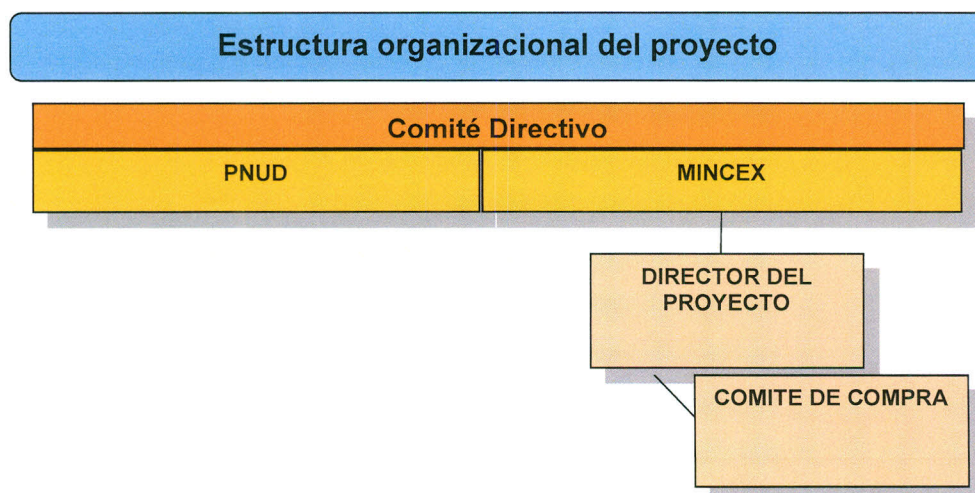 Estructura organizacional del proyecto
Comité Directivo
PNUD
MINCEX
DIRECTOR DEL
PROYECTO
COMITE DE COMPRA